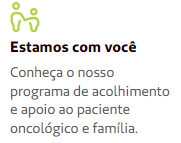 Estamos com você
Conheça o nosso
programa de acolhimento
e apoio ao paciente
oncológico e família.